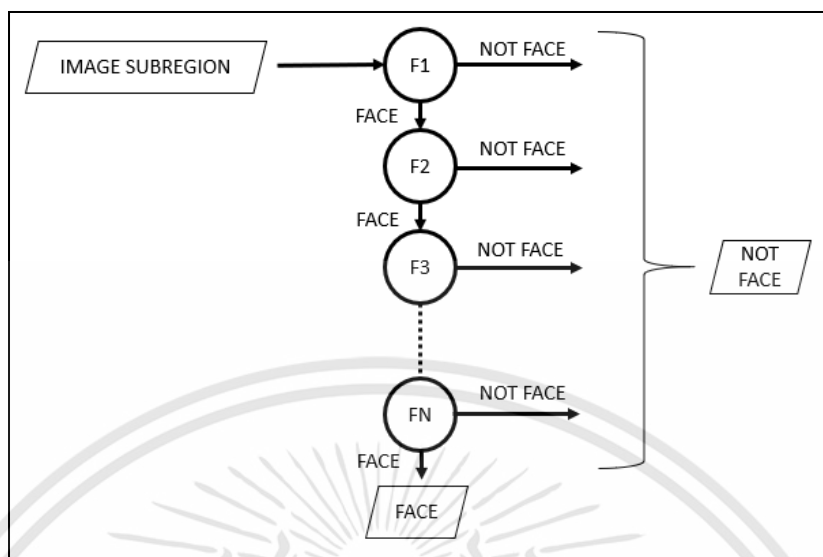 IMAGE SUBREGION
F1
NOT FACE
FACE
F2
NOT FACE
FACE
F3
NOT FACE
NOT
FACE
FN
NOT FACE
FACE
FACE